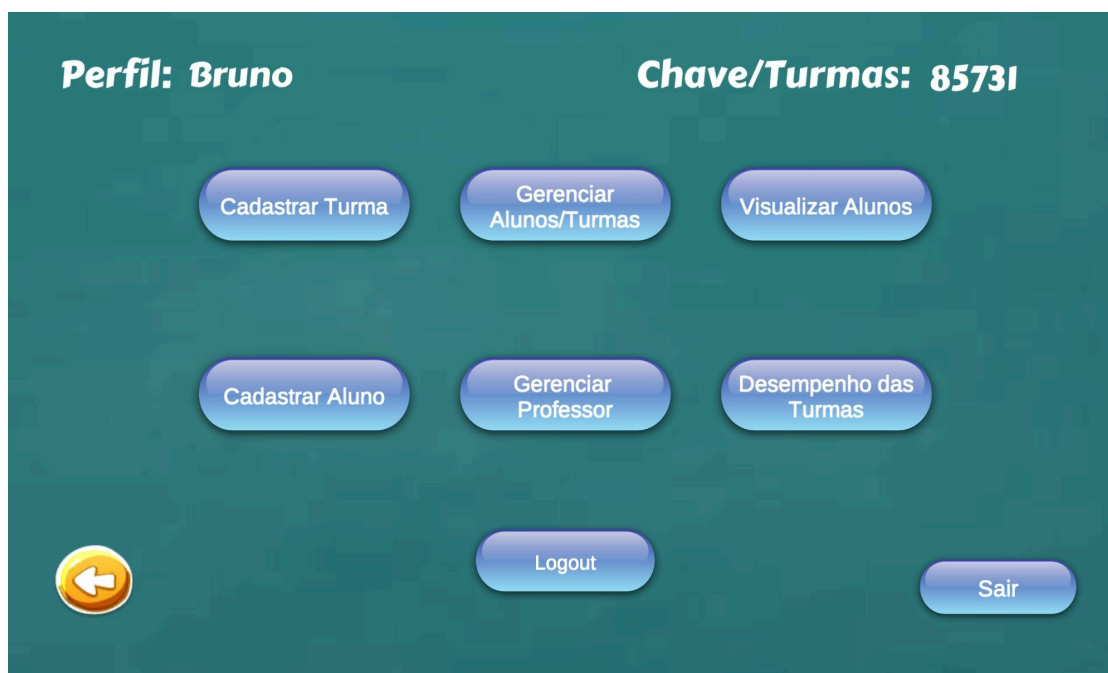 Perfil: Bruno
Chave/Turmas: 85731
Cadastrar Turma
Gerenciar
Alunos/Turmas
Visualizar Alunos
Cadastrar Aluno
Gerenciar
Professor
Desempenho das
Turmas
Logout
Sair